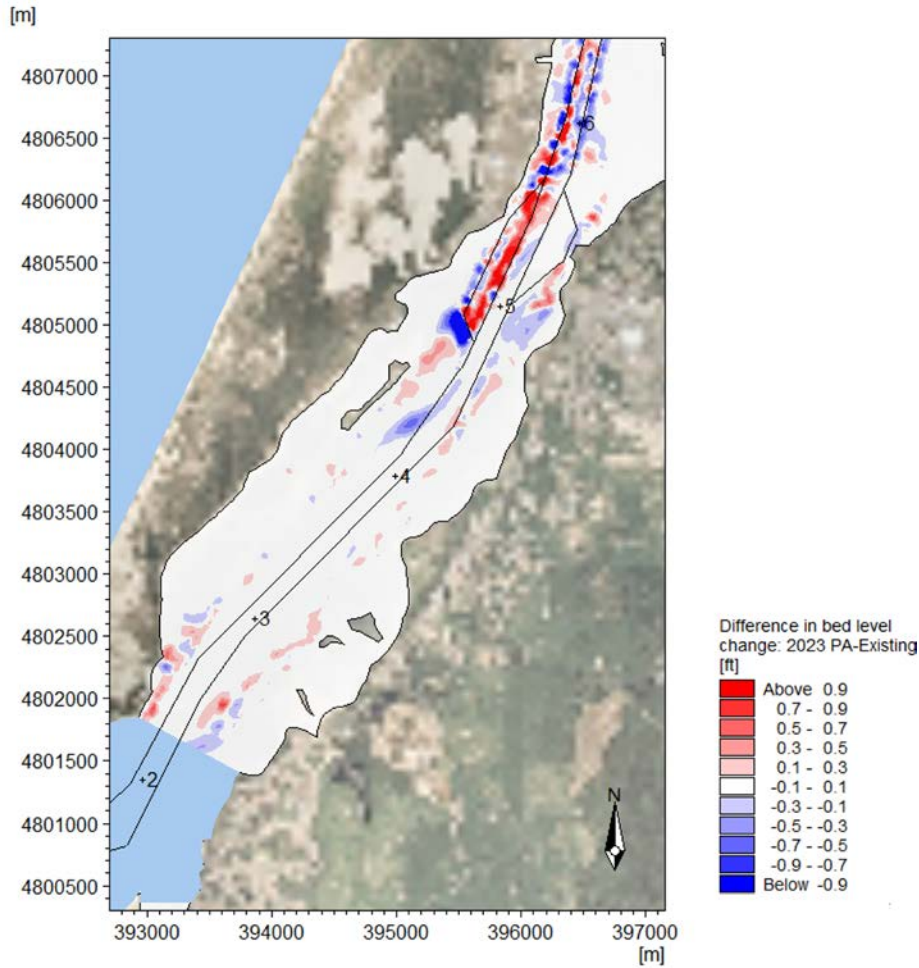 [m]
4807000
4806500
4806000
4805500
4805000
4804500
4804000
4803500
4803000
4802500
4802000
4801500
4801000
4800500
+6
+5
+4
+3
+2
N
393000 394000 395000 396000 397000
[m]
Difference in bed level
change: 2023 PA-Existing
[ft]
Above 0.9
0.7 - 0.9
0.5 - 0.7
0.3 - 0.5
0.1 - 0.3
-0.1 - 0.1
-0.3 - -0.1
-0.5 - -0.3
-0.7 - -0.5
-0.9 - -0.7
Below -0.9